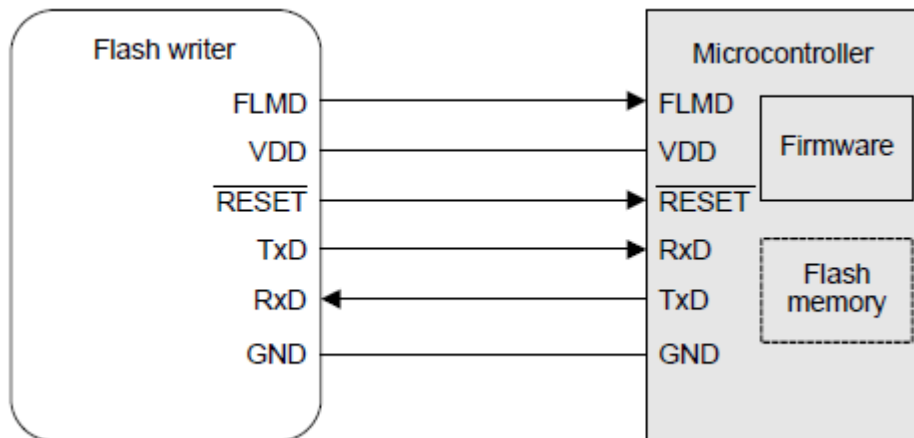 Flash writer
FLMD
VDD
RESET
TxD
RxD
GND
Microcontroller
FLMD
VDD
RESET
RxD
TxD
GND
Firmware
Flash
memory